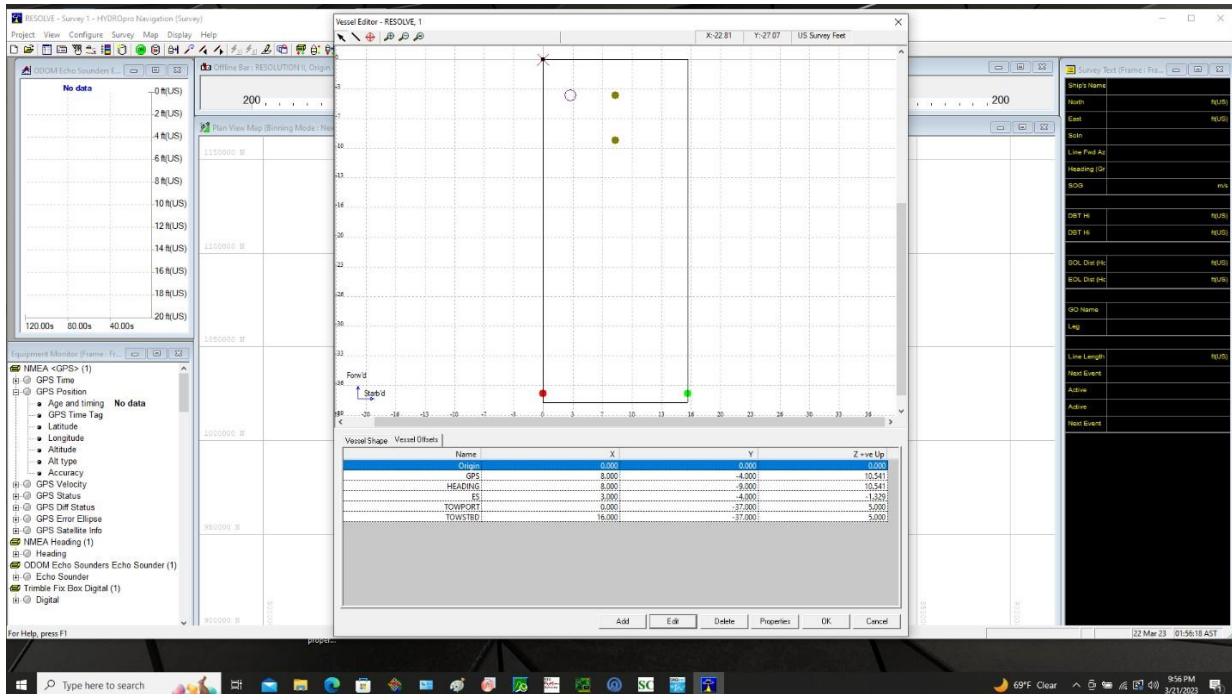 RESOLVE - Survey 1 - HYDROpro Navigation (Survey)
Project View Configure Survey Map Display Help
ODOM Echo Sounders E...
No data
0 ft(US)
2 ft(US)
4 ft(US)
6 ft(US)
8 ft(US)
10 ft(US)
12 ft(US)
14 ft(US)
16 ft(US)
18 ft(US)
20 ft(US)
120.00s 80.00s 40.00s
Equipment Monitor (Frame: Fr...
NMEA <GPS> (1)
GPS Time
GPS Position
Age and timing No data
GPS Time Tag
Latitude
Longitude
Altitude
Alt type
Accuracy
GPS Velocity
GPS Status
GPS Diff Status
GPS Error Ellipse
GPS Satellite Info
NMEA Heading (1)
Heading
ODOM Echo Sounders Echo Sounder (1)
Echo Sounder
Trimble Fix Box Digital (1)
Digital
For Help, press F1
Offline Bar: RESOLUTION II, Origin
200
200
Plan View Map (Binning Mode: Ne
1150000 N
1100000 N
1050000 N
1000000 N
950000 N
900000 N
Vessel Editor - RESOLVE, 1
X:-22.81 Y:-27.07 US Survey Feet
Forw'd
Starb'd
Vessel Shape Vessel Offsets
Name X Y Z +ve Up
Origin 0.000 0.000 0.000
GPS 8.000 -4.000 10.541
HEADING 8.000 -9.000 10.541
ES 3.000 -4.000 -1.329
TOWPORT 0.000 -37.000 5.000
TOWSTBD 16.000 -37.000 5.000
Add Edit Delete Properties OK Cancel
Survey Text (Frame: Fra...
Ship's Name
North ft(US)
East ft(US)
Soln
Line Fwd Az
Heading (Gr
SOG m/s
DBT Hi ft(US)
DBT Hi ft(US)
SOL Dist (Hc ft(US)
EOL Dist (Hc ft(US)
GO Name
Leg
Line Length ft(US)
Next Event
Active
Active
Next Event
22 Mar 23 01:56:18 AST
proper...
Type here to search
69°F Clear
9:56 PM
3/21/2023